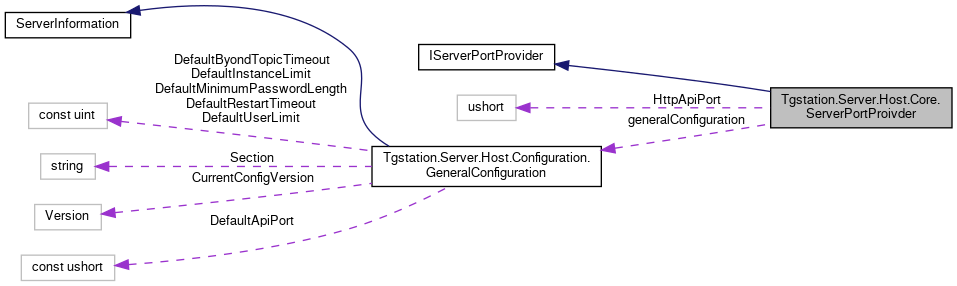 ServerInformation
IServerPortProvider
DefaultByondTopicTimeout
DefaultInstanceLimit
DefaultMinimumPasswordLength
DefaultRestartTimeout
DefaultUserLimit
const uint
ushort
HttpApiPort
generalConfiguration
Tgstation.Server.Host.Core.
ServerPortProivder
string
Section
CurrentConfigVersion
Tgstation.Server.Host.Configuration.
GeneralConfiguration
Version
DefaultApiPort
const ushort